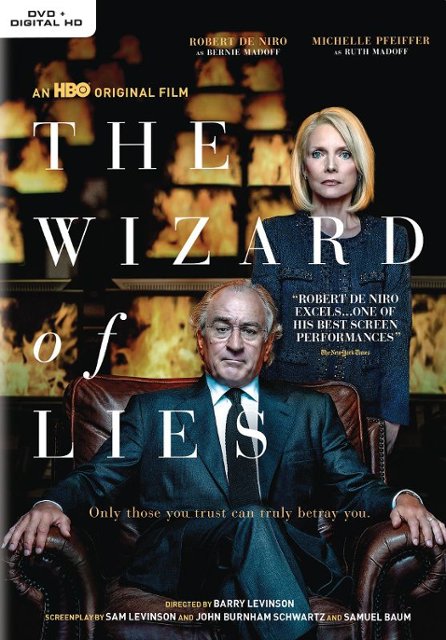 DVD +
DIGITAL HD
ROBERT DE NIRO
AS BERNIE MADOFF
MICHELLE PFEIFFER
AS RUTH MADOFF
AN HBO ORIGINAL FILM
THE
WIZARD
of
LIES
“ROBERT DE NIRO
EXCELS...ONE OF
HIS BEST SCREEN
PERFORMANCES”
The New York Times
Only those you trust can truly betray you.
DIRECTED BY BARRY LEVINSON
SCREENPLAY BY SAM LEVINSON AND JOHN BURNHAM SCHWARTZ AND SAMUEL BAUM